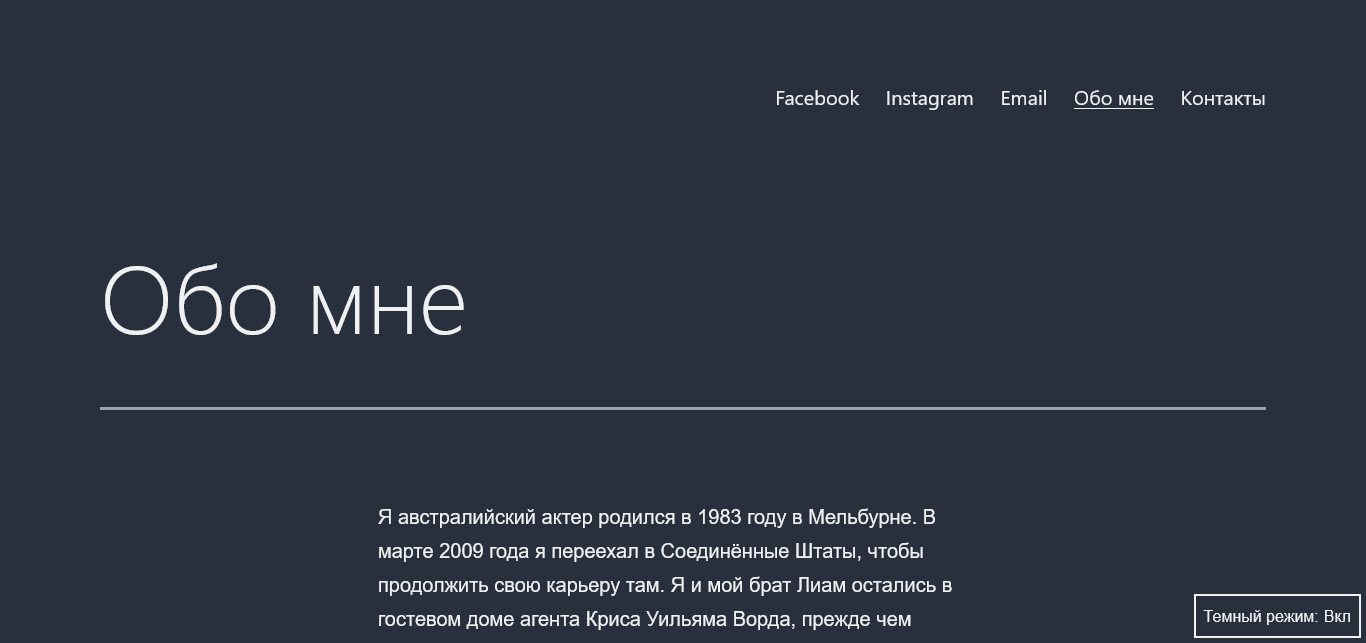 Facebook Instagram Email Обо мне Контакты
Обо мне
Я австралийский актер родился в 1983 году в Мельбурне. В
марте 2009 года я переехал в Соединённые Штаты, чтобы
продолжить свою карьеру там. Я и мой брат Лиам остались в
гостевом доме агента Криса Уильяма Ворда, прежде чем
Темный режим: Вкл